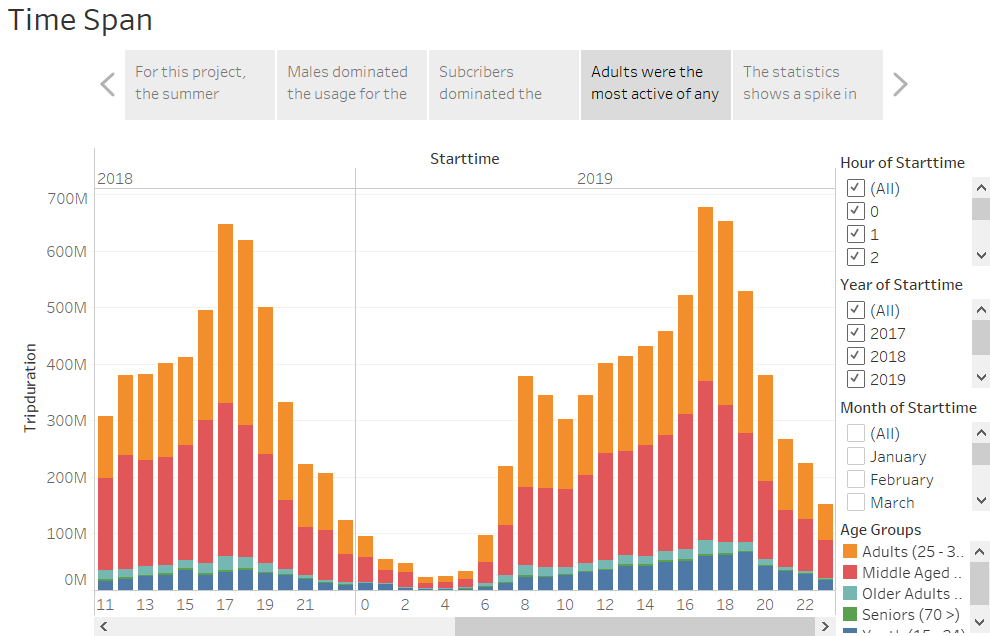 Time Span
For this project,
the summer
Males dominated
the usage for the
Subcribers
dominated the
Adults were the
most active of any
The statistics
shows a spike in
Starttime
2018
2019
Tripduration
700M
600M
500M
400M
300M
200M
100M
0M
11 13 15 17 19 21 0 2 4 6 8 10 12 14 16 18 20 22
Hour of Starttime
(All)
0
1
2
Year of Starttime
(All)
2017
2018
2019
Month of Starttime
(All)
January
February
March
Age Groups
Adults (25 - 3..
Middle Aged ..
Older Adults ..
Seniors (70 >)